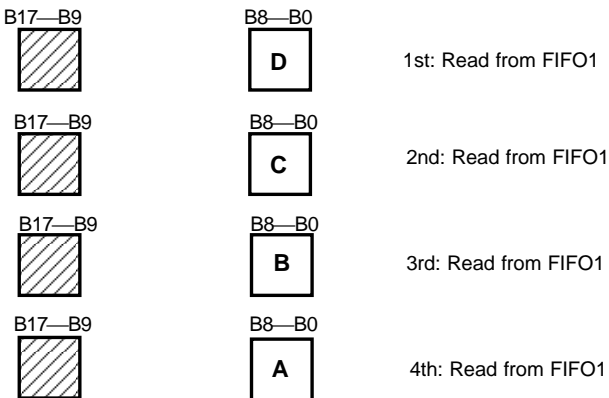 B17—B9 B8—B0
D 1st: Read from FIFO1
B17—B9 B8—B0
C 2nd: Read from FIFO1
B17—B9 B8—B0
B 3rd: Read from FIFO1
B17—B9 B8—B0
A 4th: Read from FIFO1